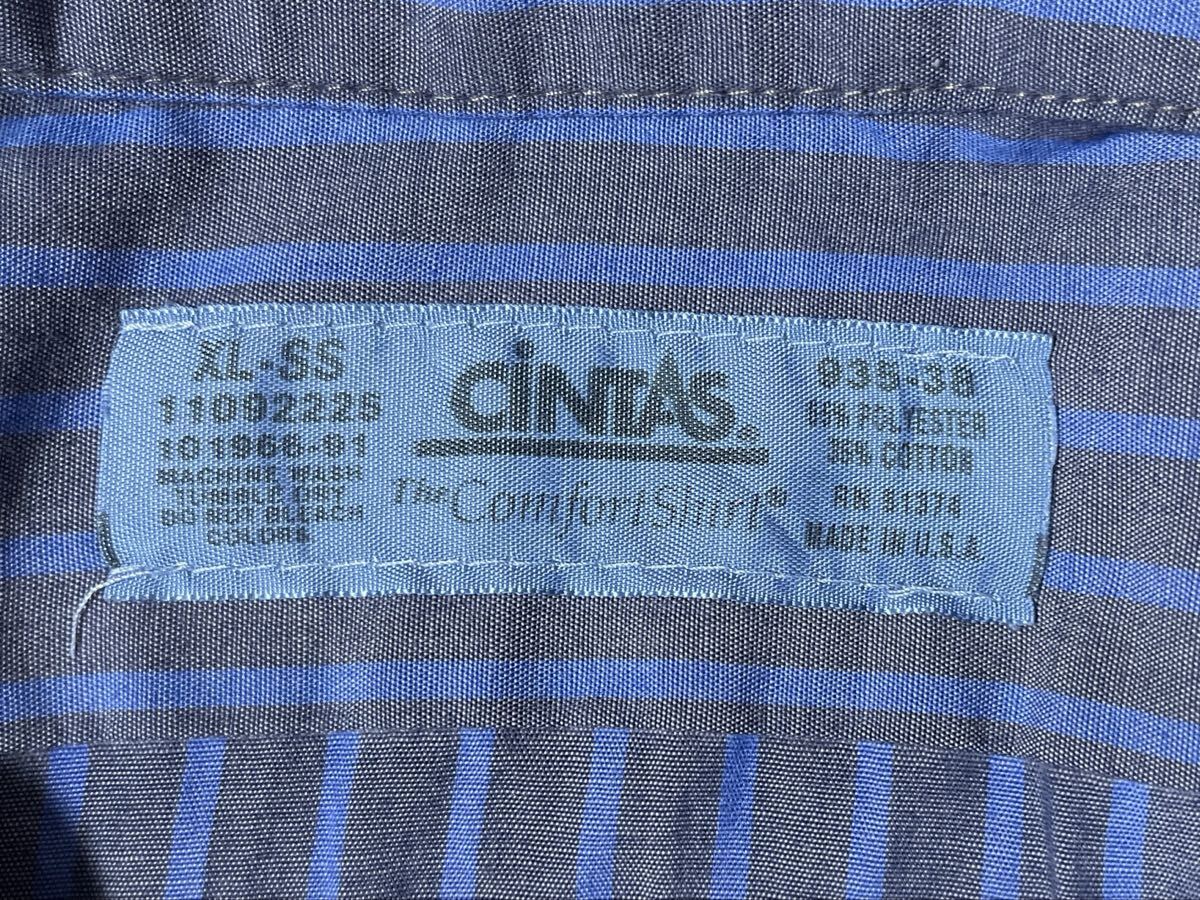 XL-SS
11092225
101966-91
MACHINE WASH
TUMBLE DRY
DO NOT BLEACH
COLORS
CiNTAS®
The ComfortShirt®
935-38
65% POLYESTER
35% COTTON
RN 91374
MADE IN U.S.A.